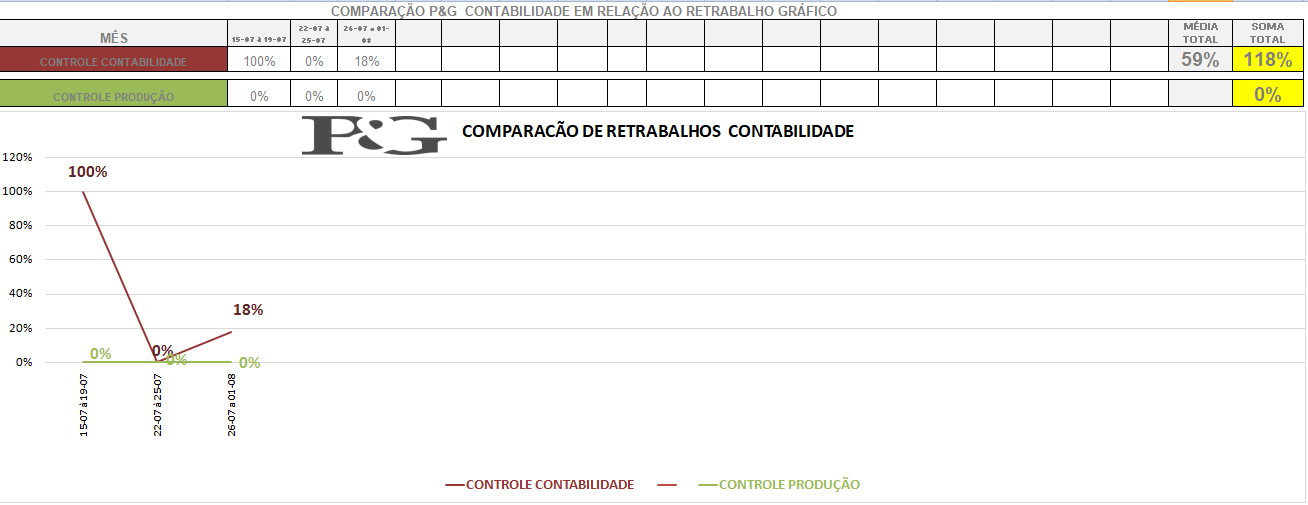 COMPARAÇÃO P&G CONTABILIDADE EM RELAÇÃO AO RETRABALHO GRÁFICO
MÊS 15-07 à 19-07 22-07 à 25-07 26-07 a 01-08 MÉDIA TOTAL SOMA TOTAL
CONTROLE CONTABILIDADE 100% 0% 18% 59% 118%
CONTROLE PRODUÇÃO 0% 0% 0% 0%
P&G COMPARACÃO DE RETRABALHOS CONTABILIDADE
120%
100%
100%
80%
60%
40%
18%
20%
0%
0%
0%
0%
0%
15-07 à 19-07
22-07 à 25-07
26-07 a 01-08
CONTROLE CONTABILIDADE CONTROLE PRODUÇÃO